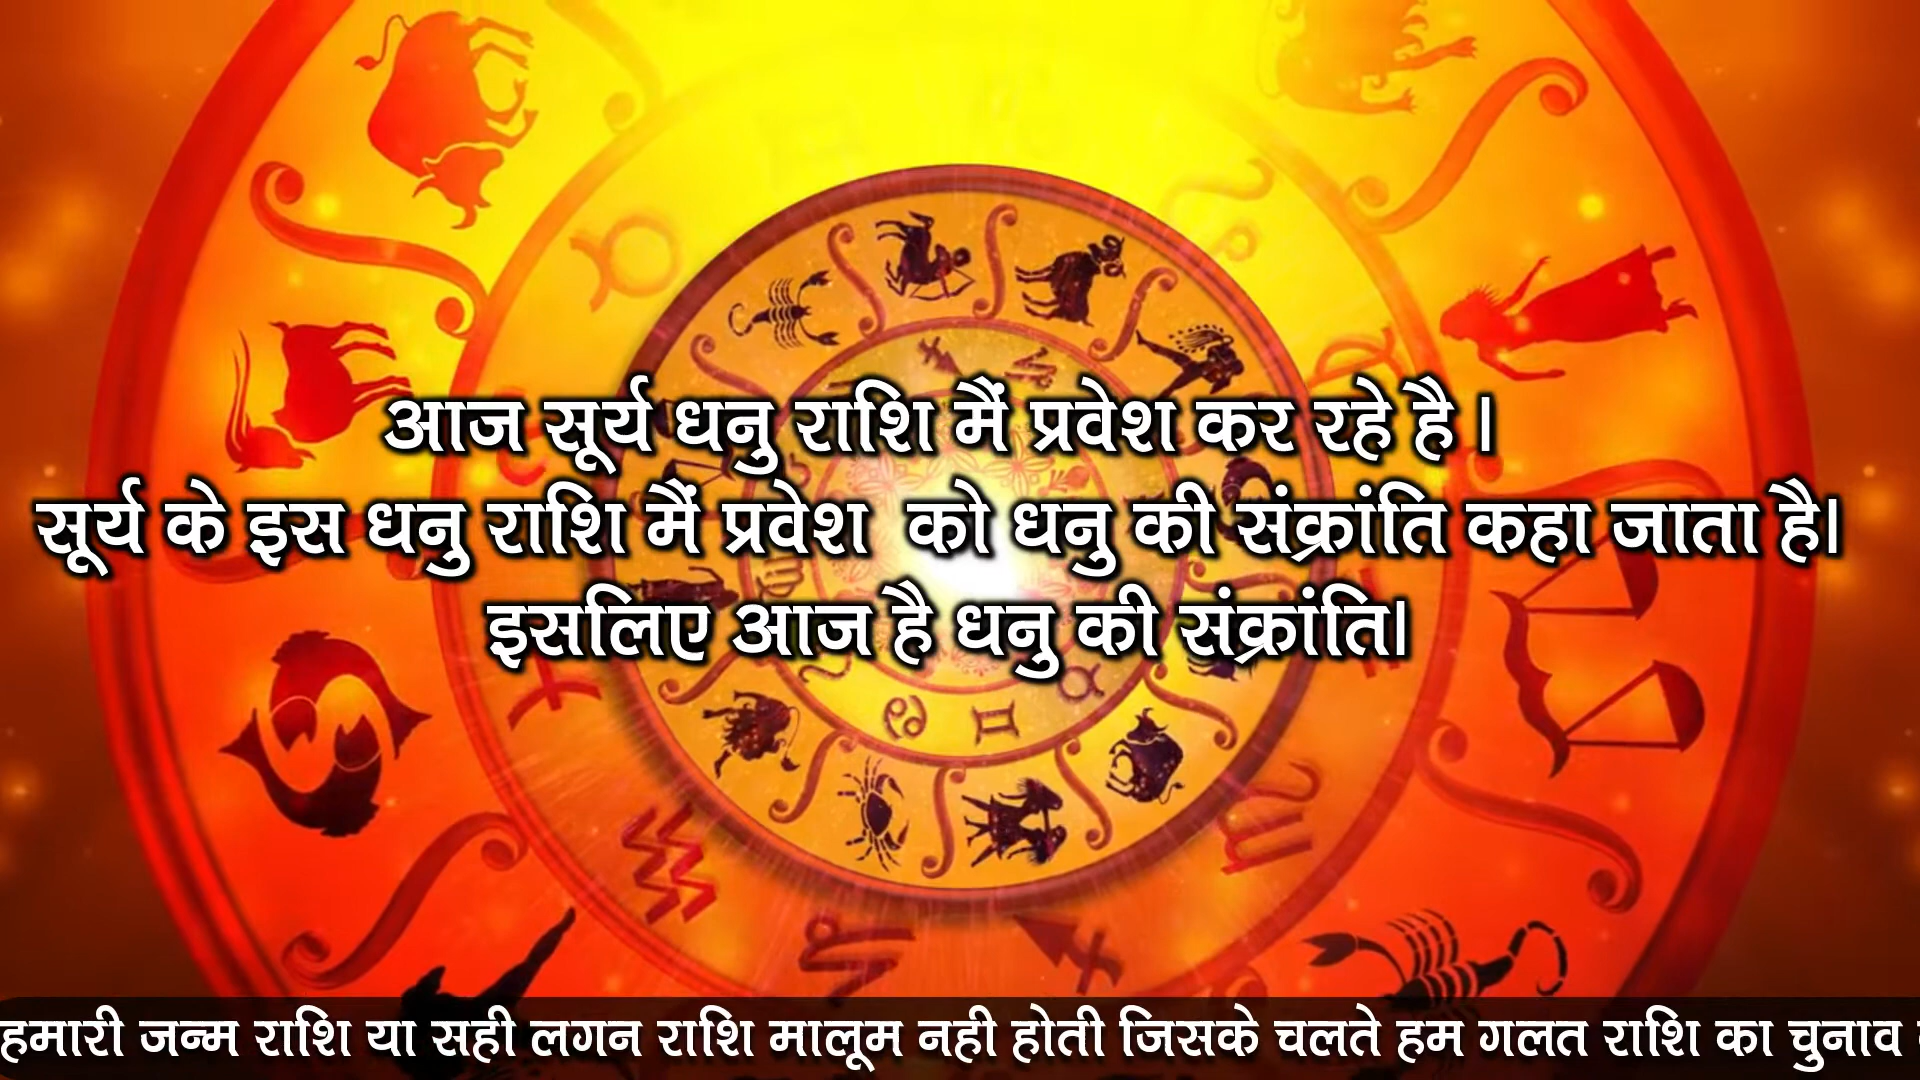 आज सूर्य धनु राशि मैं प्रवेश कर रहे है ।
सूर्य के इस धनु राशि मैं प्रवेश  को धनु की संक्रांति कहा जाता है।
इसलिए आज है धनु की संक्रांति।
हमारी जन्म राशि या सही लगन राशि मालूम नही होती जिसके चलते हम गलत राशि का चुनाव